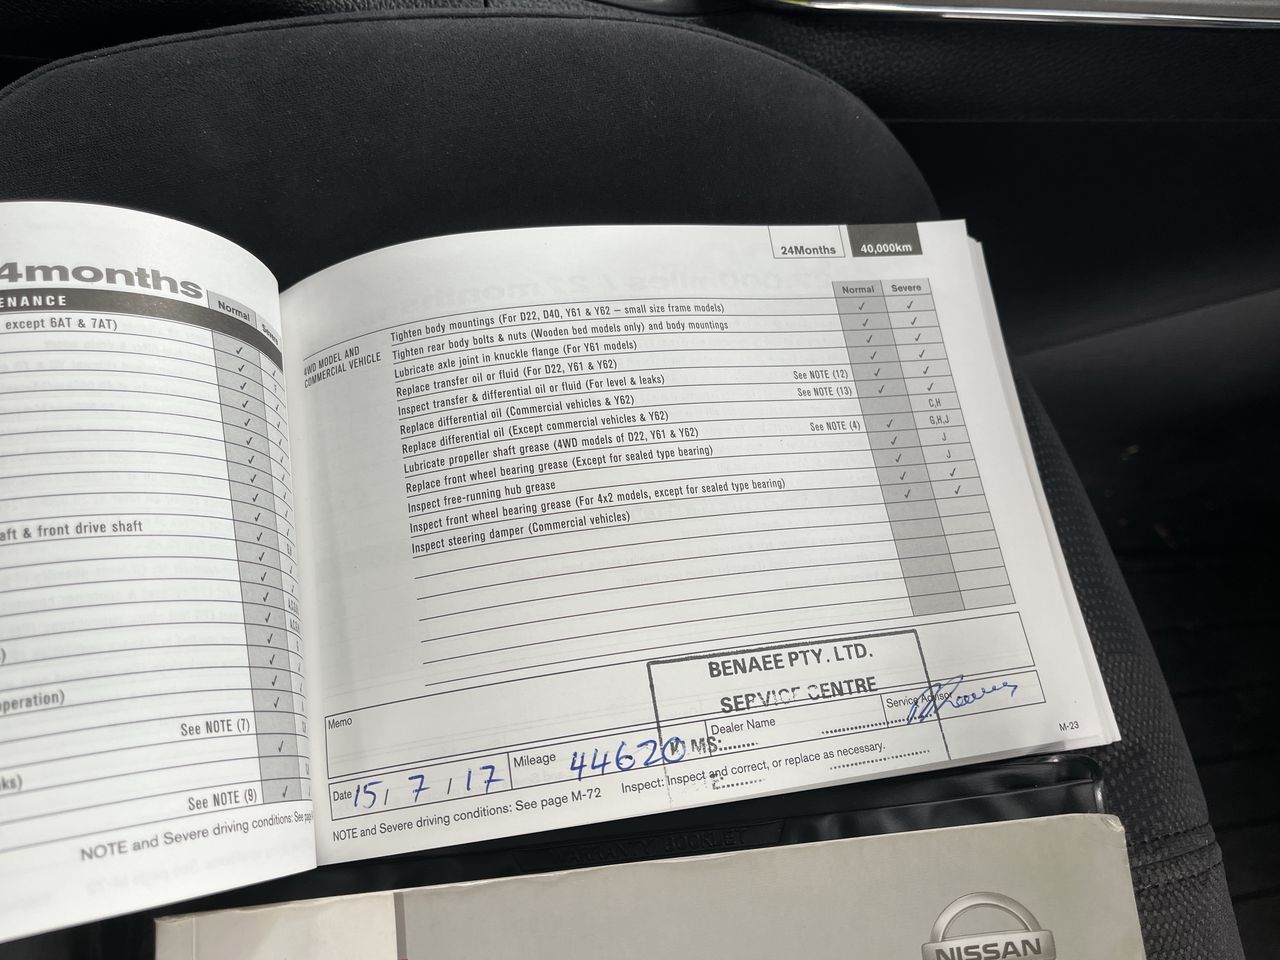 4months
ENANCE
Normal
except 6AT & 7AT)
aft & front drive shaft
peration)
See NOTE (7)
ks)
See NOTE (9)
NOTE and Severe driving conditions: See
24Months
40,000km
Normal
Severe
4WD MODEL AND
COMMERCIAL VEHICLE
Tighten body mountings (For D22, D40, Y61 & Y62 – small size frame models) ✓ ✓
Tighten rear body bolts & nuts (Wooden bed models only) and body mountings ✓ ✓
Lubricate axle joint in knuckle flange (For Y61 models) ✓ ✓
Replace transfer oil or fluid (For D22, Y61 & Y62) ✓ ✓
Inspect transfer & differential oil or fluid (For level & leaks) See NOTE (12) ✓ ✓
Replace differential oil (Commercial vehicles & Y62) See NOTE (13) ✓ ✓
Replace differential oil (Except commercial vehicles & Y62) C,H
Lubricate propeller shaft grease (4WD models of D22, Y61 & Y62) See NOTE (4) ✓ G,H,J
Replace front wheel bearing grease (Except for sealed type bearing) ✓ J
Inspect free-running hub grease ✓ J
Inspect front wheel bearing grease (For 4x2 models, except for sealed type bearing) ✓ ✓
Inspect steering damper (Commercial vehicles) ✓ ✓
Memo
BENAEE PTY. LTD.
SERVICE CENTRE
K MS:
Date 15, 7, 17
Mileage 44620
Dealer Name
Service Advisor
NOTE and Severe driving conditions: See page M-72
Inspect: Inspect and correct, or replace as necessary.
M-23
WARRANTY BOOKLET
NISSAN